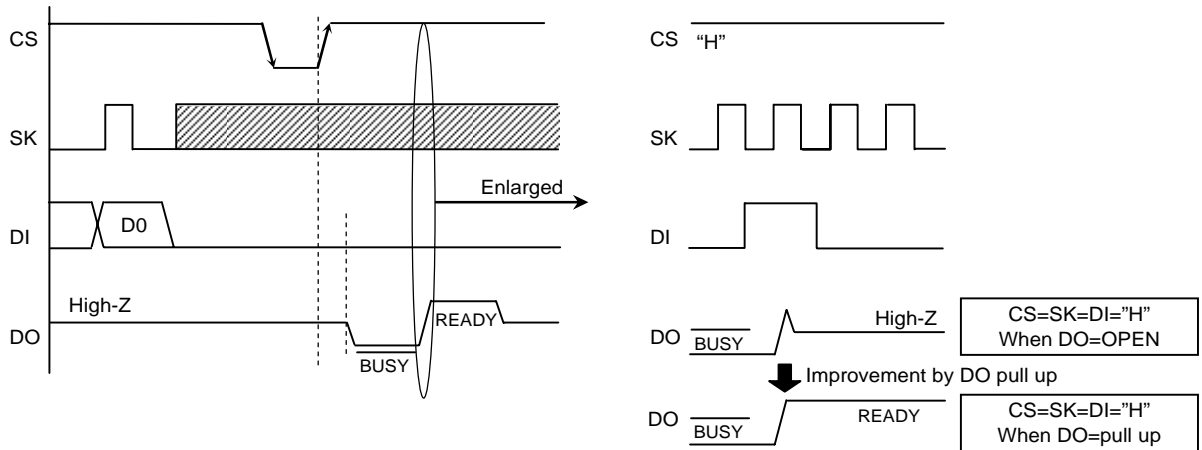 CS
SK
DI
D0
Enlarged
High-Z
DO
BUSY
READY
CS
“H”
SK
DI
DO
BUSY
High-Z
CS=SK=DI=”H”
When DO=OPEN
Improvement by DO pull up
DO
BUSY
READY
CS=SK=DI=”H”
When DO=pull up